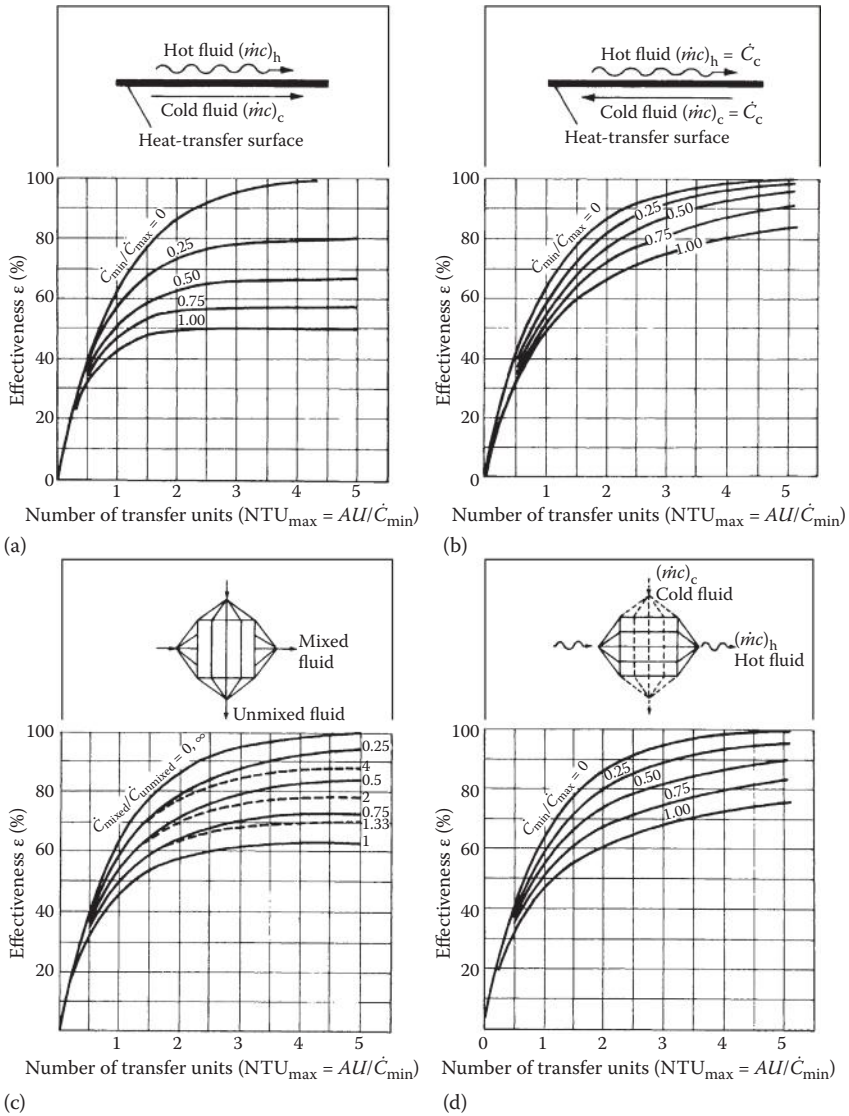 Hot fluid (ṁc)h
Cold fluid (ṁc)c
Heat-transfer surface
100
80
60
40
20
0
Effectiveness ε (%)
Ċmin/Ċmax = 0
0.25
0.50
0.75
1.00
1 2 3 4 5
Number of transfer units (NTUmax = AU/Ċmin)
(a)
Hot fluid (ṁc)h = Ċc
Cold fluid (ṁc)c = Ċc
Heat-transfer surface
100
80
60
40
20
0
Effectiveness ε (%)
Ċmin/Ċmax = 0
0.25
0.50
0.75
1.00
1 2 3 4 5
Number of transfer units (NTUmax = AU/Ċmin)
(b)
Mixed
fluid
Unmixed fluid
100
80
60
40
20
Effectiveness ε (%)
Ċmixed/Ċunmixed = 0, ∞
0.25
4
0.5
2
0.75
1.33
1
1 2 3 4 5
Number of transfer units (NTUmax = AU/Ċmin)
(c)
(ṁc)c
Cold fluid
(ṁc)h
Hot fluid
100
80
60
40
20
Effectiveness ε (%)
Ċmin/Ċmax = 0
0.25
0.50
0.75
1.00
0 1 2 3 4 5
Number of transfer units (NTUmax = AU/Ċmin)
(d)